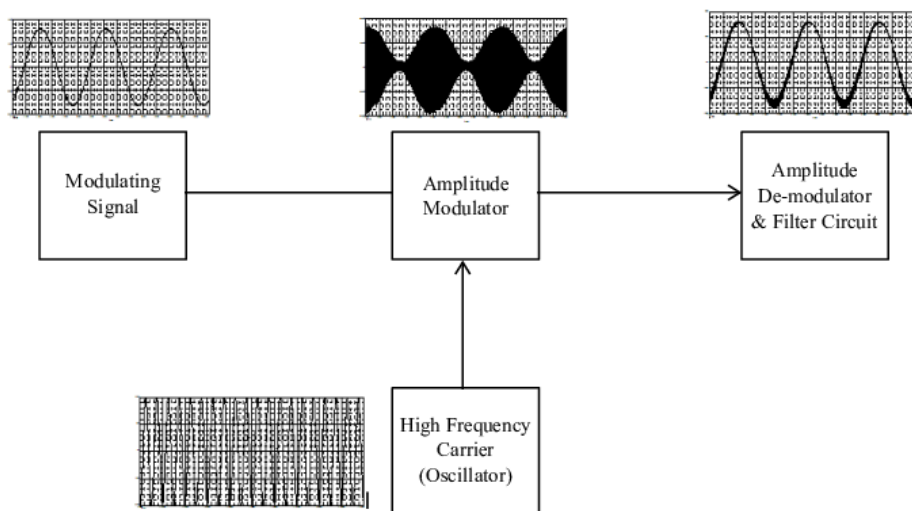 Modulating
Signal
Amplitude
Modulator
Amplitude
De-modulator
& Filter Circuit
High Frequency
Carrier
(Oscillator)